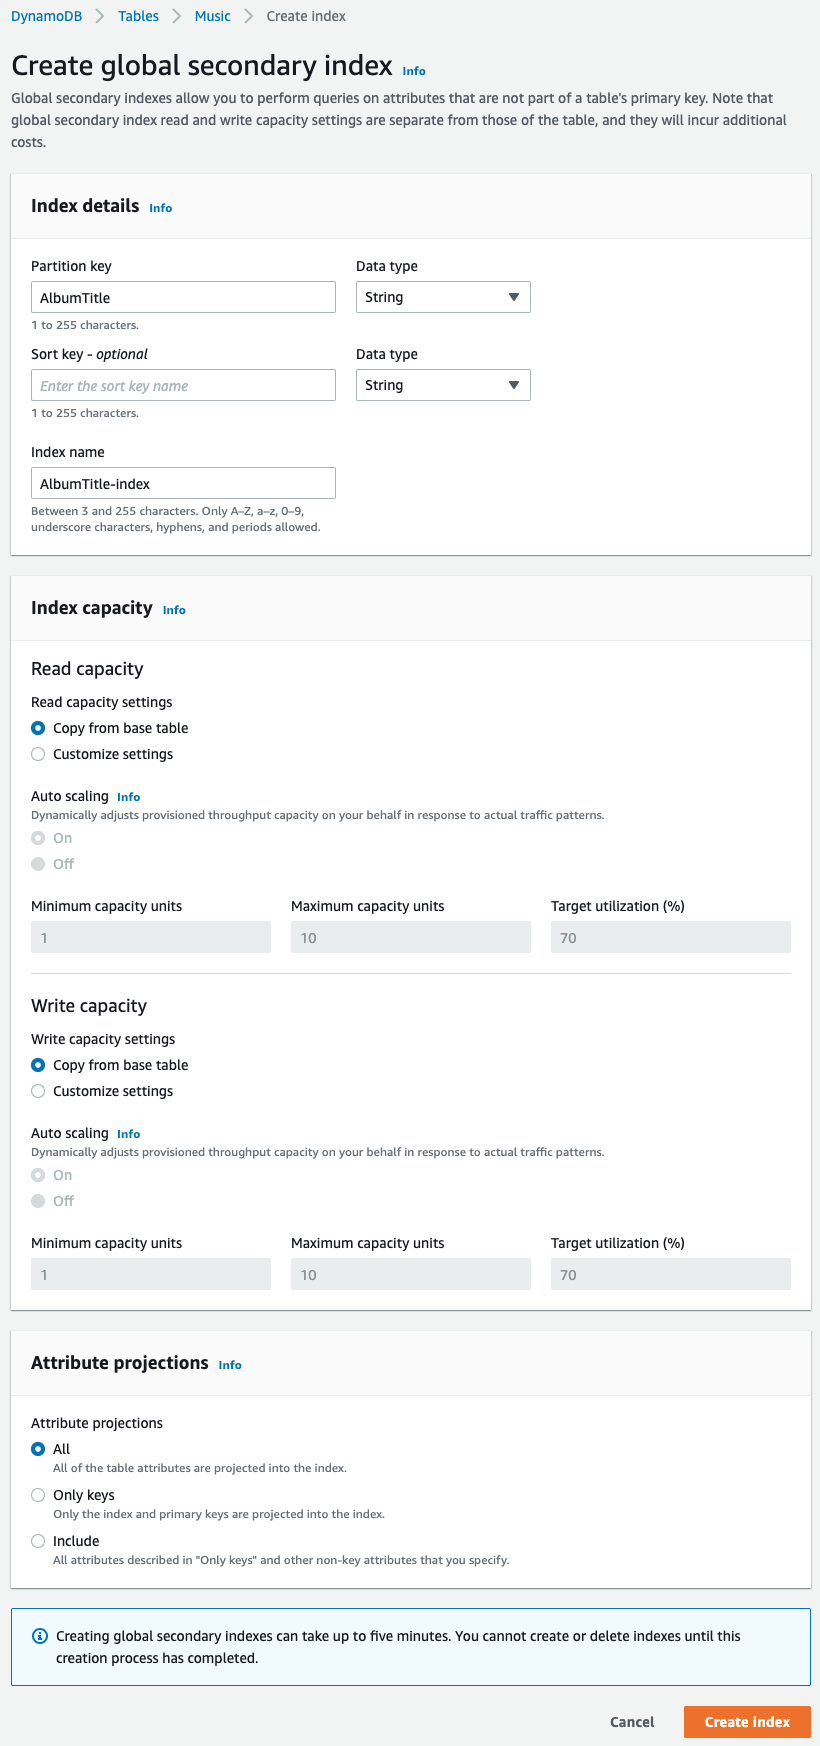 DynamoDB > Tables > Music > Create index
Create global secondary index Info
Global secondary indexes allow you to perform queries on attributes that are not part of a table's primary key. Note that
global secondary index read and write capacity settings are separate from those of the table, and they will incur additional
costs.
Index details Info
Partition key Data type
AlbumTitle String
1 to 255 characters.
Sort key - optional Data type
Enter the sort key name String
1 to 255 characters.
Index name
AlbumTitle-index
Between 3 and 255 characters. Only A–Z, a–z, 0–9,
underscore characters, hyphens, and periods allowed.
Index capacity Info
Read capacity
Read capacity settings
Copy from base table
Customize settings
Auto scaling Info
Dynamically adjusts provisioned throughput capacity on your behalf in response to actual traffic patterns.
On
Off
Minimum capacity units Maximum capacity units Target utilization (%)
1 10 70
Write capacity
Write capacity settings
Copy from base table
Customize settings
Auto scaling Info
Dynamically adjusts provisioned throughput capacity on your behalf in response to actual traffic patterns.
On
Off
Minimum capacity units Maximum capacity units Target utilization (%)
1 10 70
Attribute projections Info
Attribute projections
All
All of the table attributes are projected into the index.
Only keys
Only the index and primary keys are projected into the index.
Include
All attributes described in "Only keys" and other non-key attributes that you specify.
Creating global secondary indexes can take up to five minutes. You cannot create or delete indexes until this
creation process has completed.
Cancel Create index